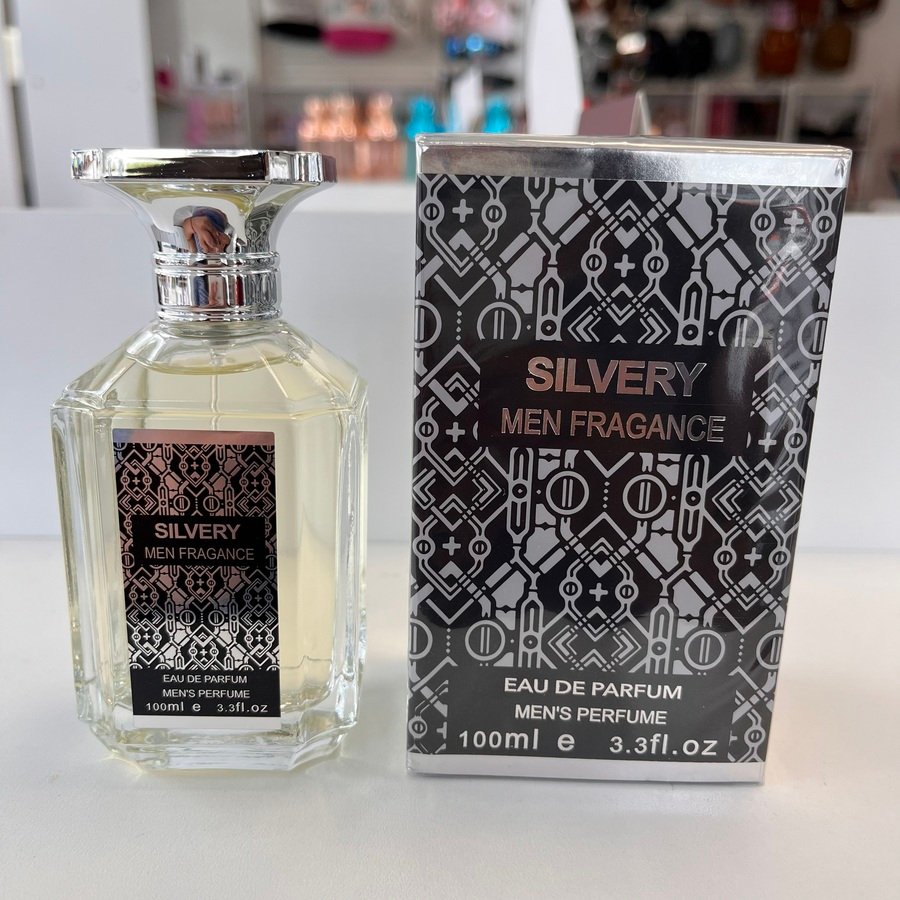 SILVERY
MEN FRAGANCE
EAU DE PARFUM
MEN'S PERFUME
100ml e 3.3fl.oz
SILVERY
MEN FRAGANCE
EAU DE PARFUM
MEN'S PERFUME
100ml e 3.3fl.oz